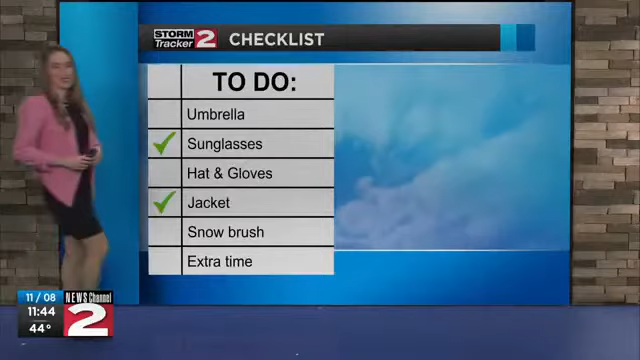 STORM
Tracker 2 CHECKLIST
TO DO:
Umbrella
Sunglasses
Hat & Gloves
Jacket
Snow brush
Extra time
11 / 08
11:44
44°
NEWS Channel
2